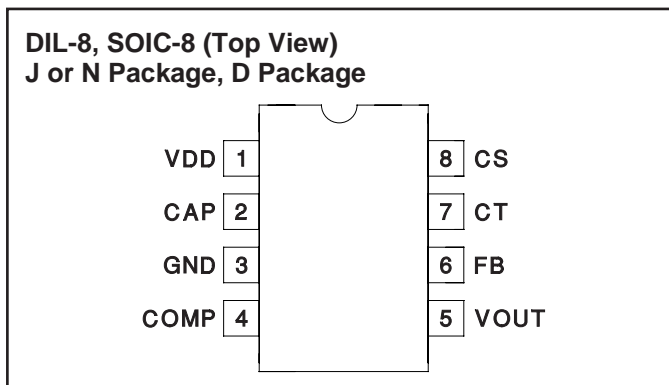 DIL-8, SOIC-8 (Top View)
J or N Package, D Package
VDD 1 8 CS
CAP 2 7 CT
GND 3 6 FB
COMP 4 5 VOUT